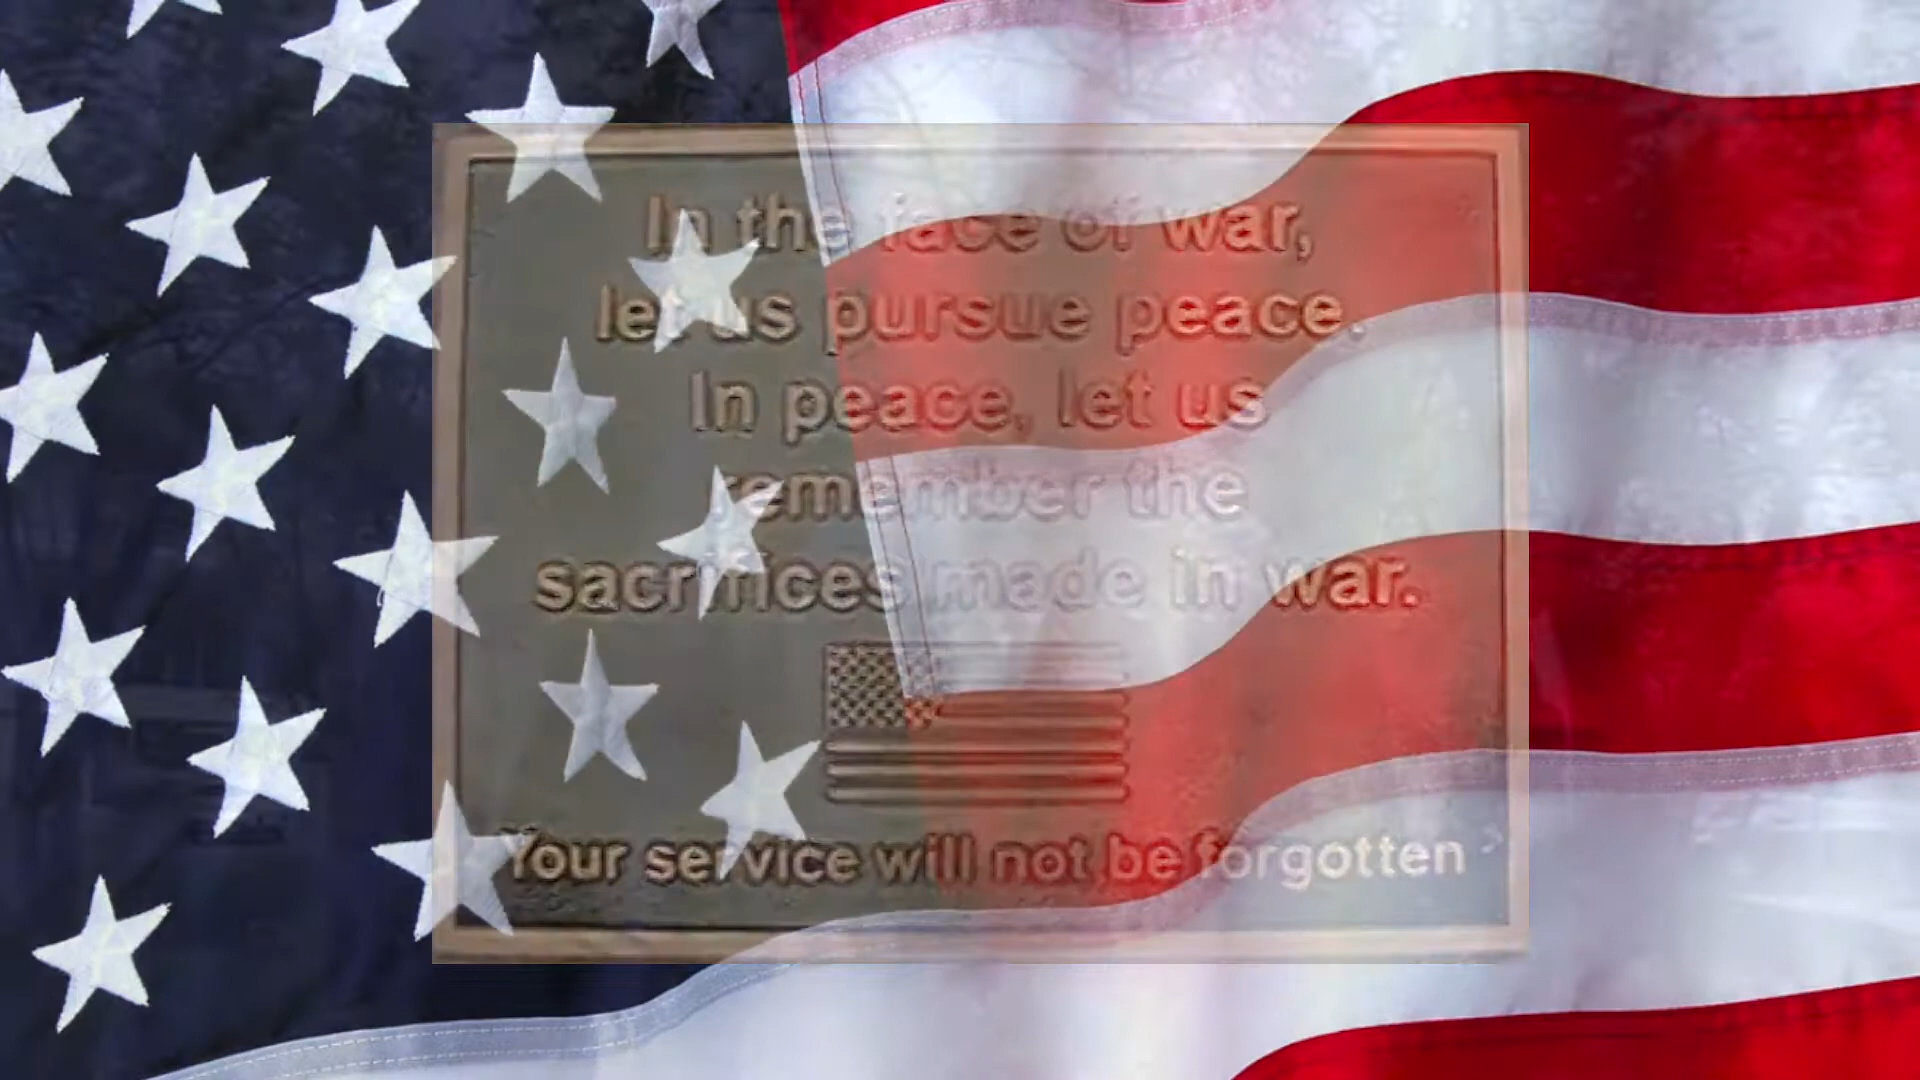 In the face of war,
let us pursue peace.
In peace, let us
remember the
sacrifices made in war.
Your service will not be forgotten